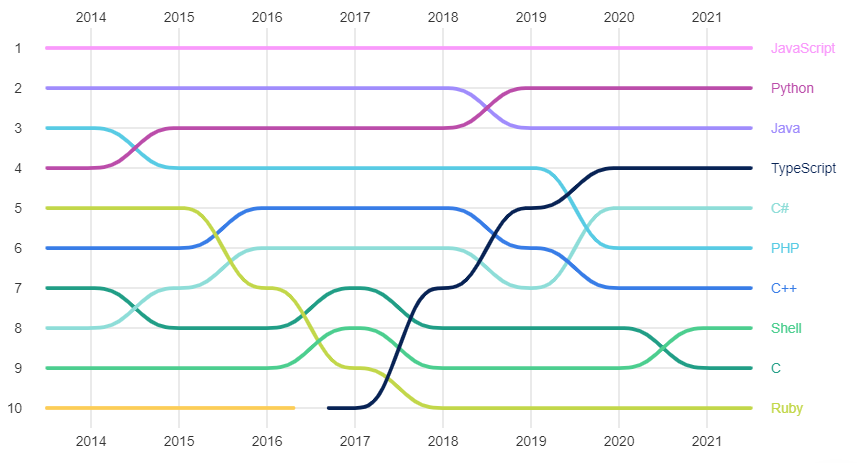 2014 2015 2016 2017 2018 2019 2020 2021
1 JavaScript
2 Python
3 Java
4 TypeScript
5 C#
6 PHP
7 C++
8 Shell
9 C
10 Ruby
2014 2015 2016 2017 2018 2019 2020 2021